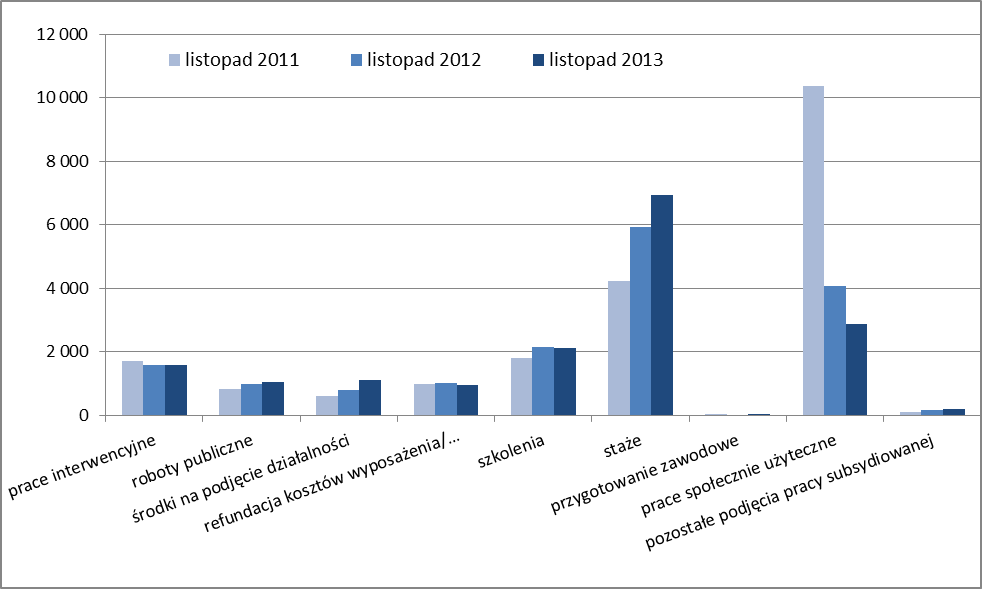 12 000
listopad 2011
listopad 2012
listopad 2013
10 000
8 000
6 000
4 000
2 000
0
prace interwencyjne
roboty publiczne
środki na podjęcie działalności
refundacja kosztów wyposażenia/...
szkolenia
staże
przygotowanie zawodowe
prace społecznie użyteczne
pozostałe podjęcia pracy subsydiowanej